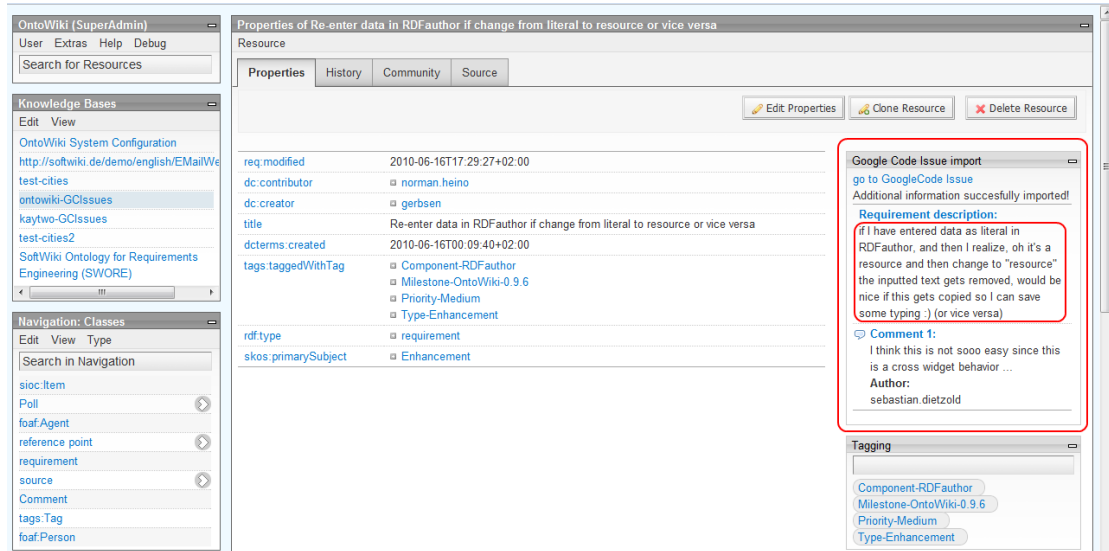 OntoWiki (SuperAdmin)
User Extras Help Debug
Search for Resources
Knowledge Bases
Edit View
OntoWiki System Configuration
http://softwiki.de/demo/english/EMailWe
test-cities
ontowiki-GCIssues
kaytwo-GCIssues
test-cities2
SoftWiki Ontology for Requirements
Engineering (SWORE)
Navigation: Classes
Edit View Type
Search in Navigation
sioc:Item
Poll
foaf:Agent
reference point
requirement
source
Comment
tags:Tag
foaf:Person
Properties of Re-enter data in RDFauthor if change from literal to resource or vice versa
Resource
Properties History Community Source
Edit Properties Clone Resource Delete Resource
req:modified 2010-06-16T17:29:27+02:00
dc:contributor norman.heino
dc:creator gerbsen
title Re-enter data in RDFauthor if change from literal to resource or vice versa
dcterms:created 2010-06-16T00:09:40+02:00
tags:taggedWithTag Component-RDFauthor
Milestone-OntoWiki-0.9.6
Priority-Medium
Type-Enhancement
rdf:type requirement
skos:primarySubject Enhancement
Google Code Issue import
go to GoogleCode Issue
Additional information succesfully imported!
Requirement description:
if I have entered data as literal in
RDFauthor, and then I realize, oh it's a
resource and then change to "resource"
the inputted text gets removed, would be
nice if this gets copied so I can save
some typing :) (or vice versa)
Comment 1:
I think this is not sooo easy since this
is a cross widget behavior ...
Author:
sebastian.dietzold
Tagging
Component-RDFauthor
Milestone-OntoWiki-0.9.6
Priority-Medium
Type-Enhancement